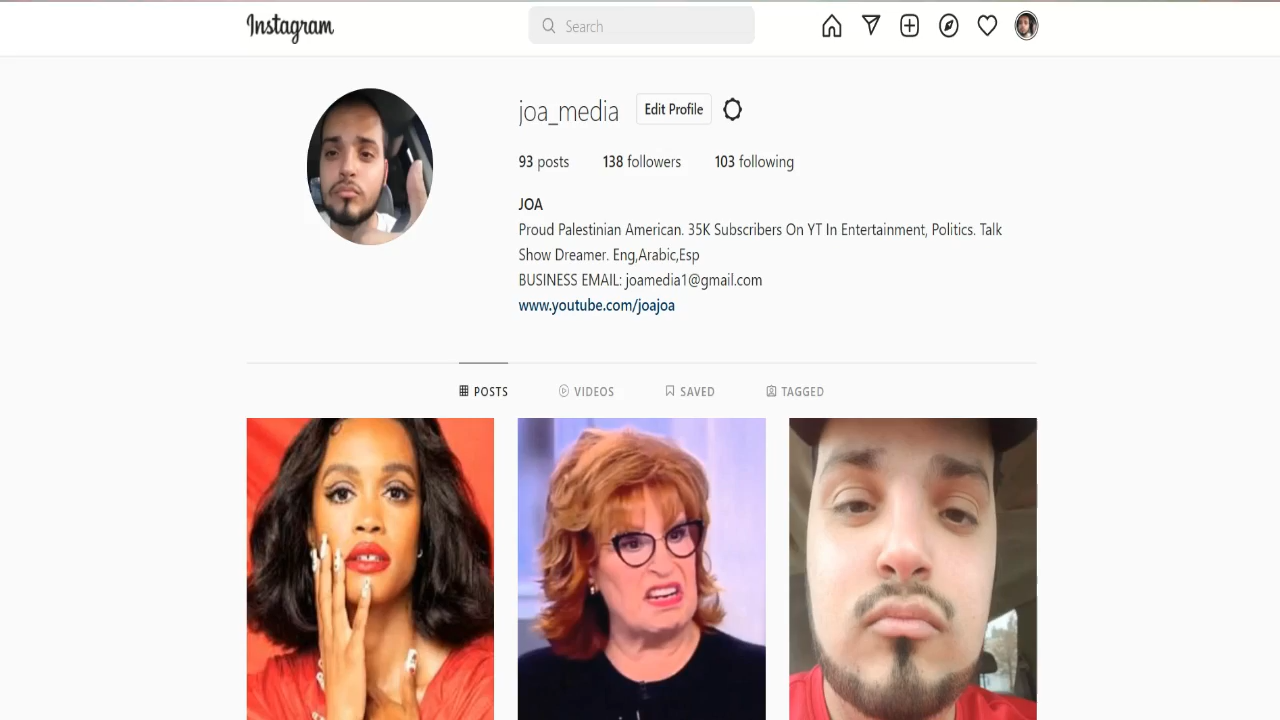 Instagram
Search
joa_media Edit Profile
93 posts 138 followers 103 following
JOA
Proud Palestinian American. 35K Subscribers On YT In Entertainment, Politics. Talk
Show Dreamer. Eng,Arabic,Esp
BUSINESS EMAIL: joamedia1@gmail.com
www.youtube.com/joajoa
POSTS VIDEOS SAVED TAGGED